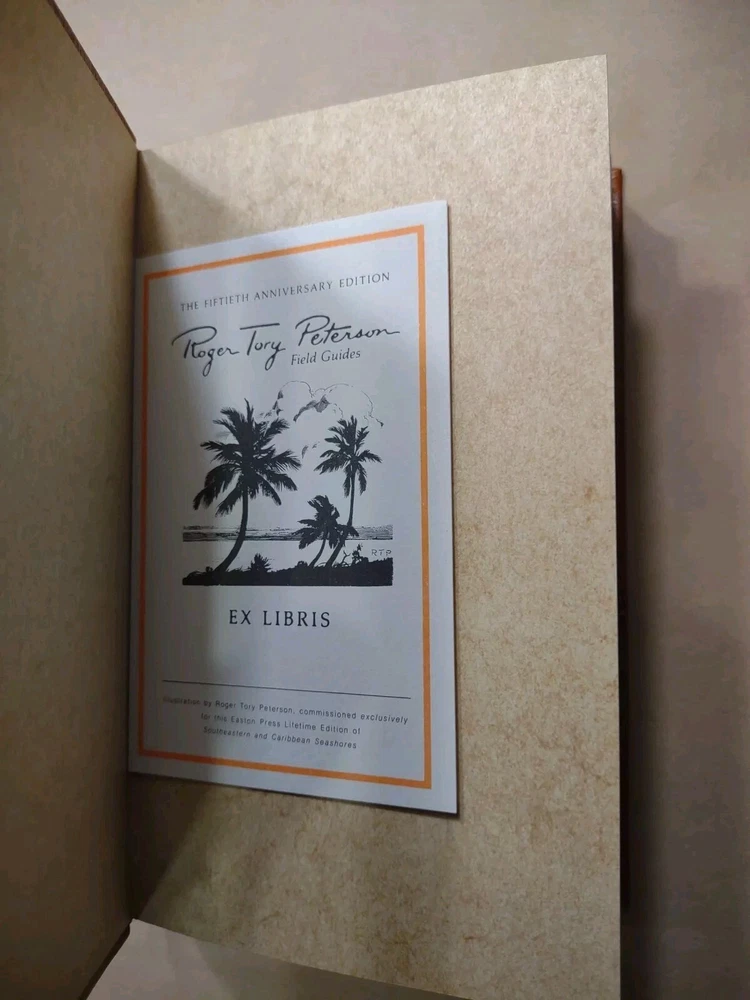 THE FIFTIETH ANNIVERSARY EDITION
Roger Tory Peterson
Field Guides
RTP
EX LIBRIS
Illustration by Roger Tory Peterson, commissioned exclusively
for this Easton Press Lifetime Edition of
Southeastern and Caribbean Seashores